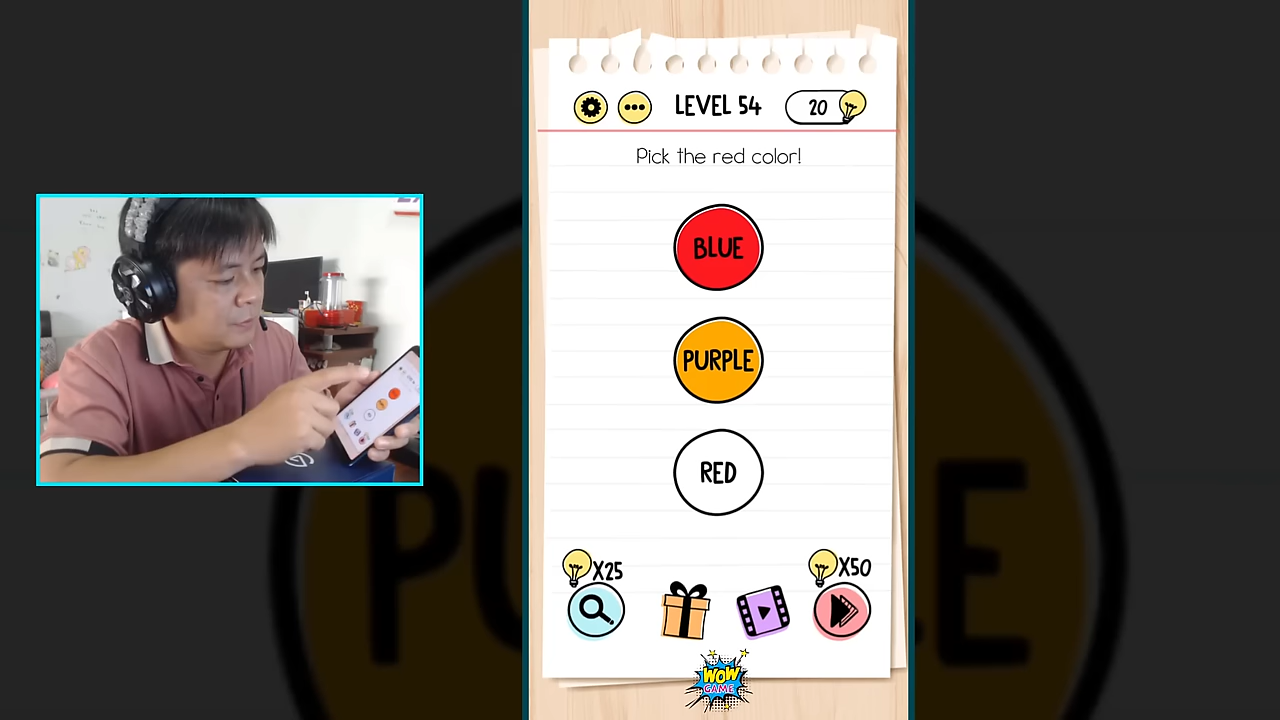 LEVEL 54
20
Pick the red color!
BLUE
PURPLE
RED
X25
X50
WOW
GAME